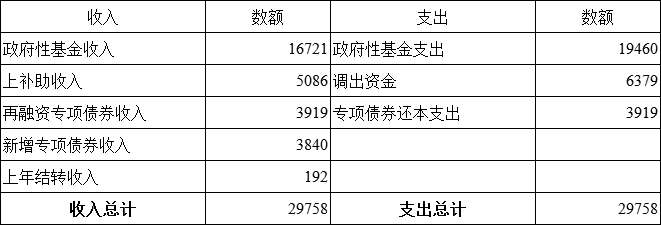 收入 数额 支出 数额
政府性基金收入 16721 政府性基金支出 19460
上补助收入 5086 调出资金 6379
再融资专项债券收入 3919 专项债券还本支出 3919
新增专项债券收入 3840
上年结转收入 192
收入总计 29758 支出总计 29758